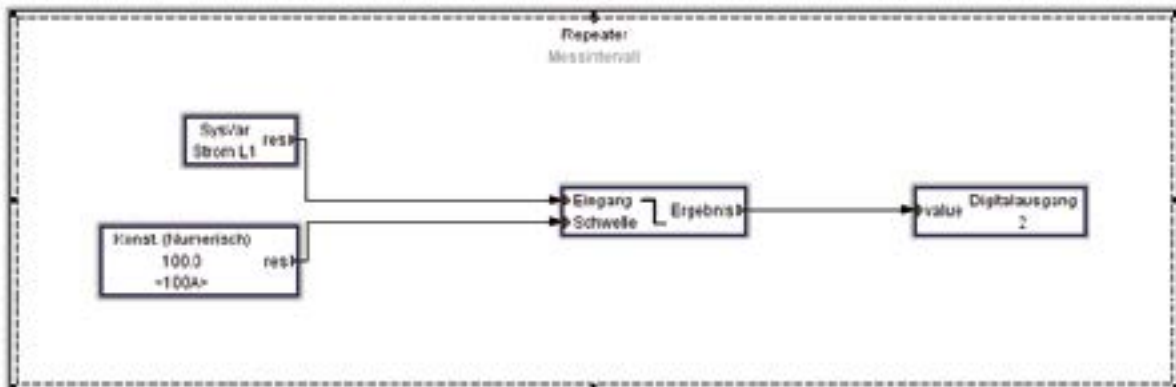 Repeater
Messintervall
SysVar
Strom L1
res
Konst. (Numerisch)
100.0
<100A>
res
Eingang
Schwelle
Ergebnis
value
Digitalausgang
2